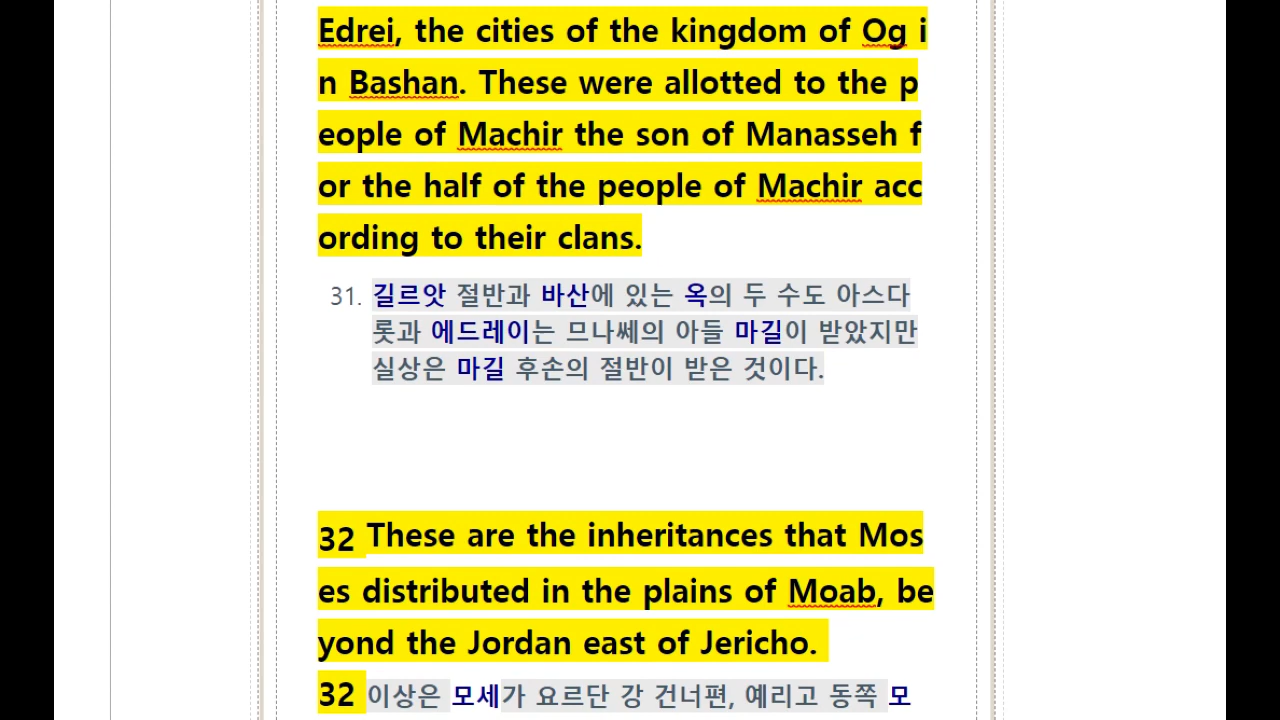 Edrei, the cities of the kingdom of Og i
n Bashan. These were allotted to the p
eople of Machir the son of Manasseh f
or the half of the people of Machir acc
ording to their clans.
31. 길르앗 절반과 바산에 있는 옥의 두 수도 아스다
롯과 에드레이는 므나쎄의 아들 마길이 받았지만
실상은 마길 후손의 절반이 받은 것이다.
32 These are the inheritances that Mos
es distributed in the plains of Moab, be
yond the Jordan east of Jericho.
32 이상은 모세가 요르단 강 건너편, 예리고 동쪽 모